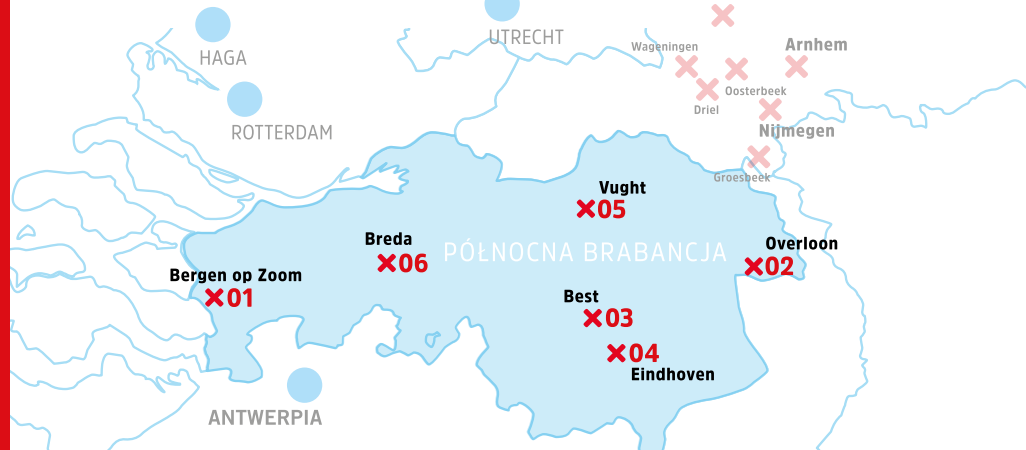 UTRECHT
HAGA
Wageningen
Arnhem
Oosterbeek
Driel
ROTTERDAM
Nijmegen
Groesbeek
Vught
05
Breda
06
PÓŁNOCNA BRABANCJA
Overloon
02
Bergen op Zoom
01
Best
03
04
Eindhoven
ANTWERPIA